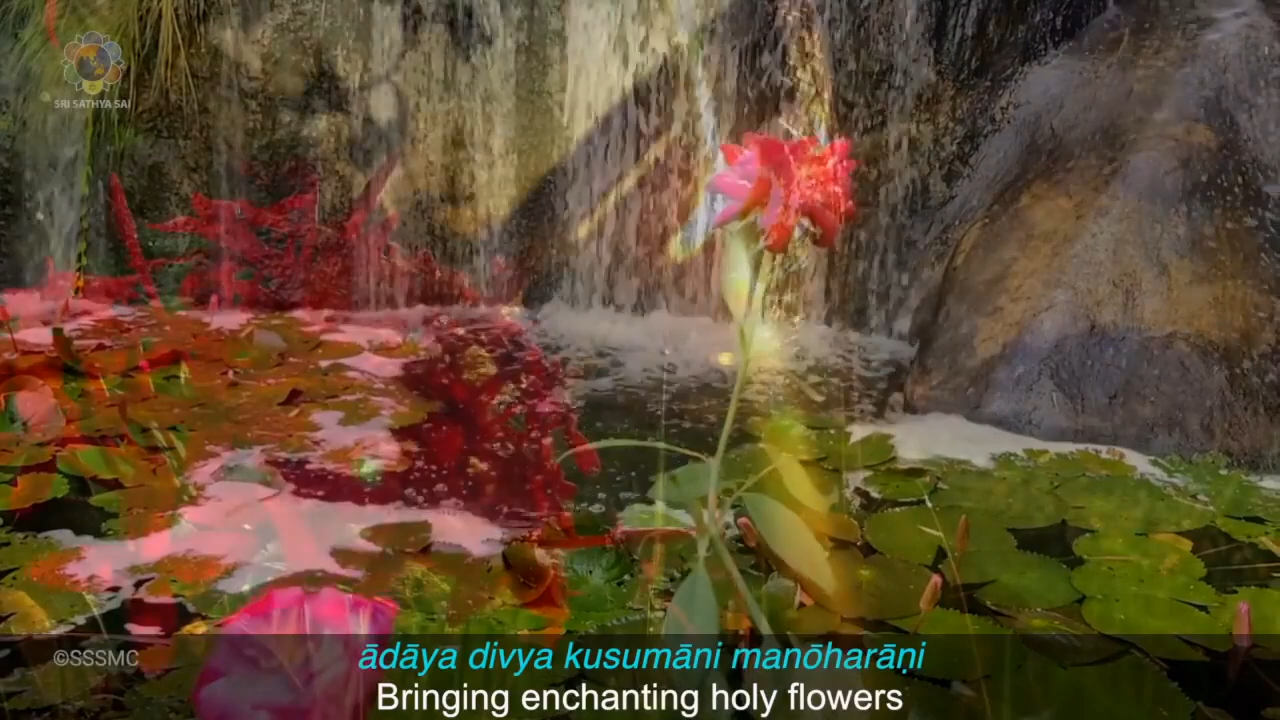 SRI SATHYA SAI
©SSSMC
ādāya divya kusumāni manōharāṇi
Bringing enchanting holy flowers